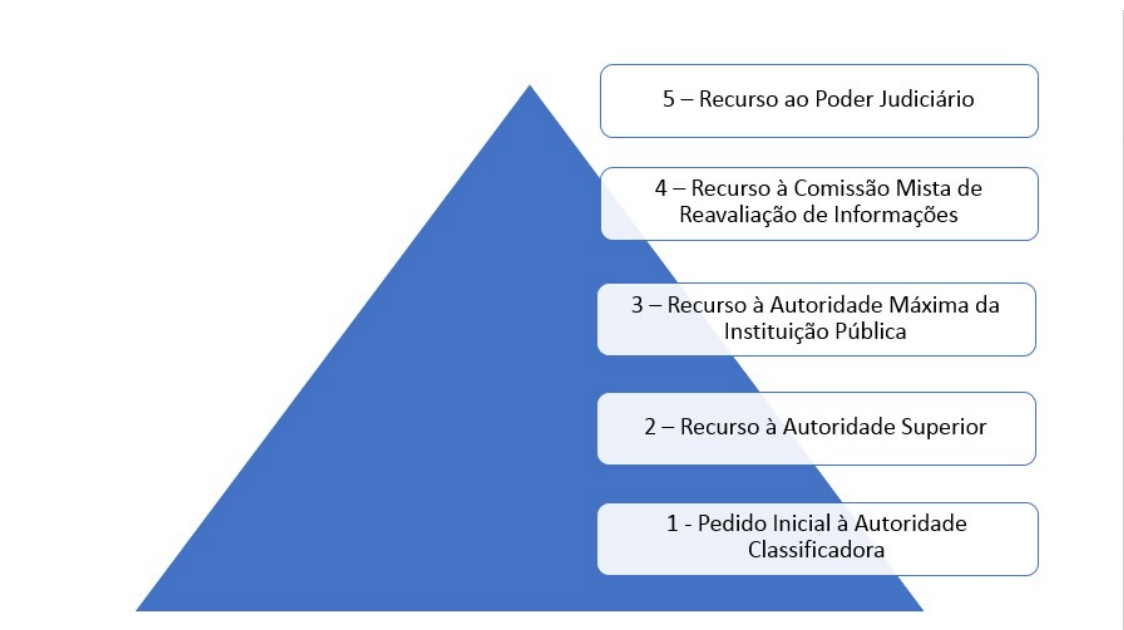 5 – Recurso ao Poder Judiciário
4 – Recurso à Comissão Mista de
Reavaliação de Informações
3 – Recurso à Autoridade Máxima da
Instituição Pública
2 – Recurso à Autoridade Superior
1 - Pedido Inicial à Autoridade
Classificadora